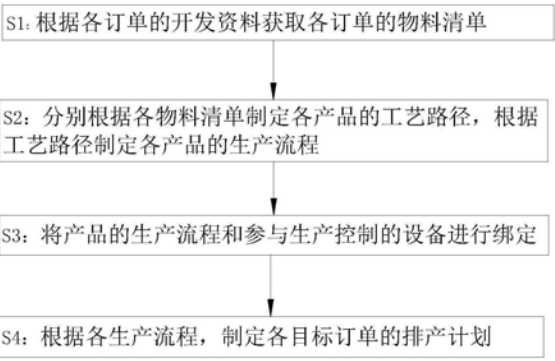 S1:根据各订单的开发资料获取各订单的物料清单
S2：分别根据各物料清单制定各产品的工艺路径，根据
工艺路径制定各产品的生产流程
S3：将产品的生产流程和参与生产控制的设备进行绑定
S4：根据各生产流程，制定各目标订单的排产计划